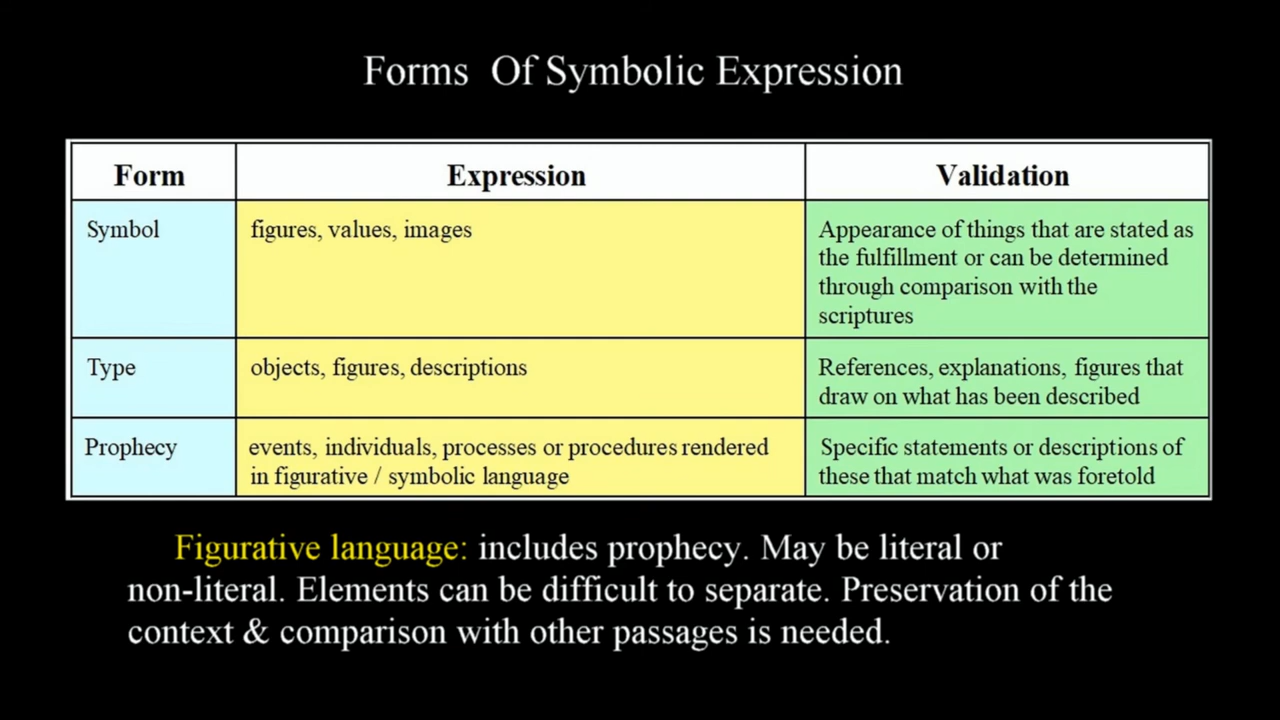 Forms Of Symbolic Expression
Form
Expression
Validation
Symbol
figures, values, images
Appearance of things that are stated as
the fulfillment or can be determined
through comparison with the
scriptures
Type
objects, figures, descriptions
References, explanations, figures that
draw on what has been described
Prophecy
events, individuals, processes or procedures rendered
in figurative / symbolic language
Specific statements or descriptions of
these that match what was foretold
Figurative language: includes prophecy. May be literal or
non-literal. Elements can be difficult to separate. Preservation of the
context & comparison with other passages is needed.